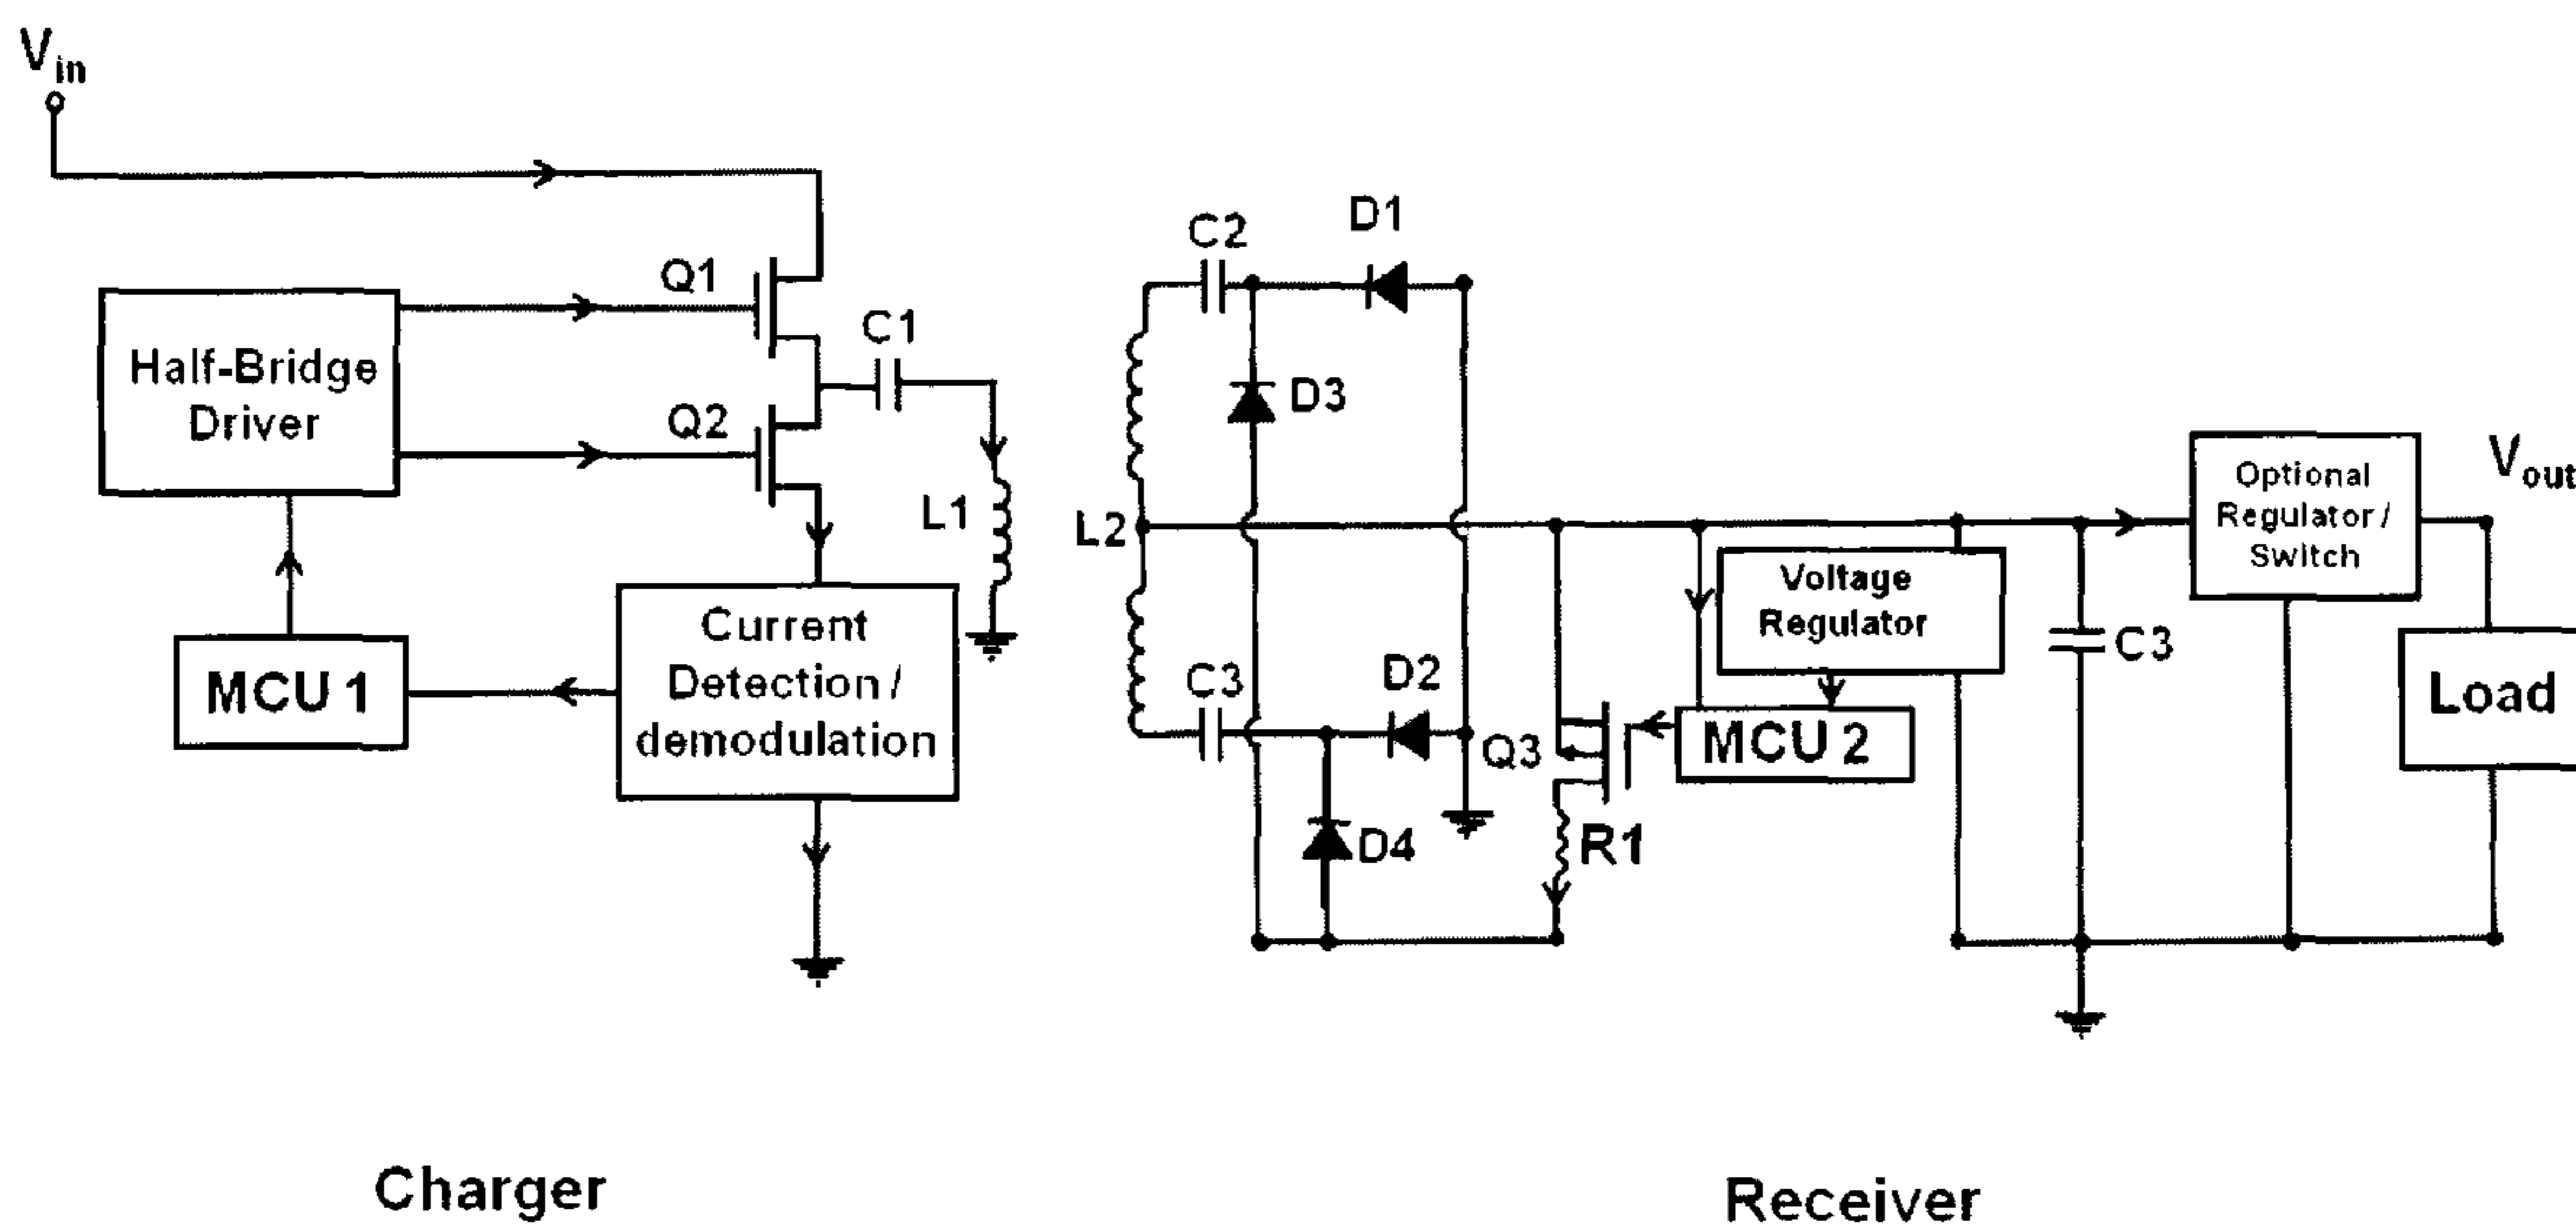 Vin
Q1
Half-Bridge
Driver
Q2
C1
L1
MCU 1
Current
Detection /
demodulation
Charger
C2
D1
D3
L2
C3
D2
D4
Q3
R1
Voltage
Regulator
MCU 2
C3
Optional
Regulator /
Switch
Vout
Load
Receiver